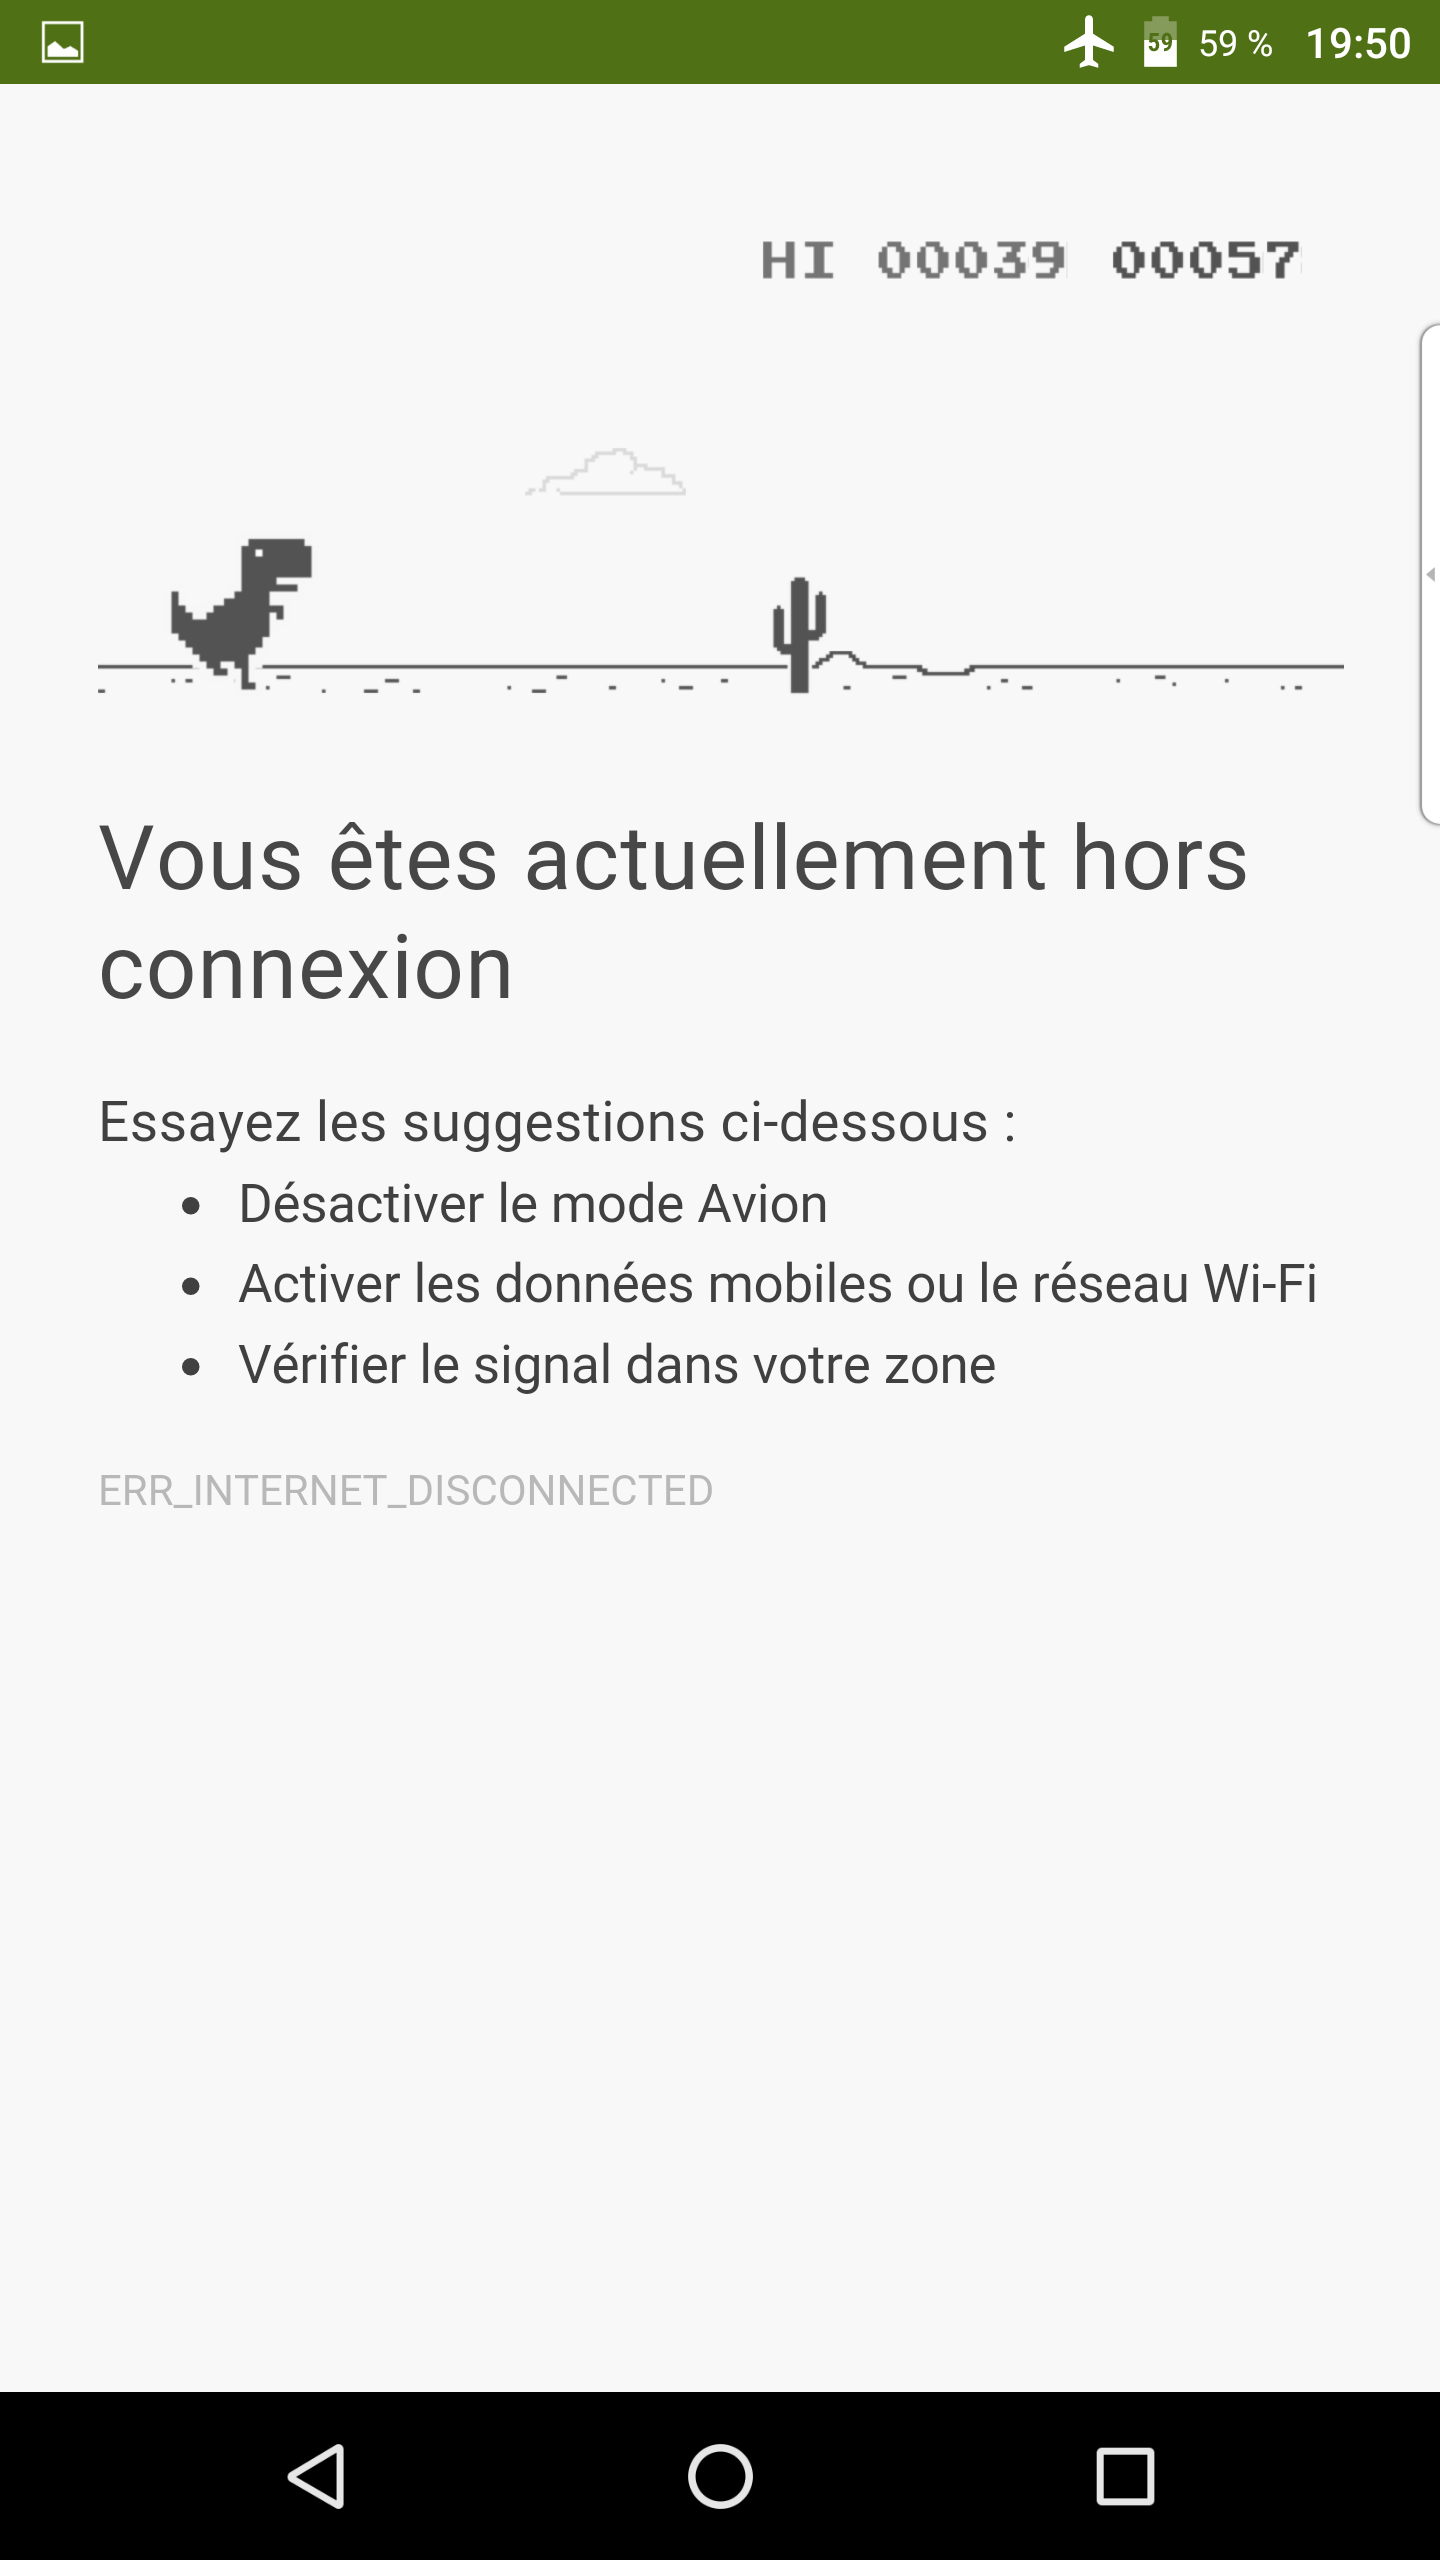 59 59 % 19:50
HI 00039 00057
Vous êtes actuellement hors
connexion
Essayez les suggestions ci-dessous :
• Désactiver le mode Avion
• Activer les données mobiles ou le réseau Wi-Fi
• Vérifier le signal dans votre zone
ERR_INTERNET_DISCONNECTED